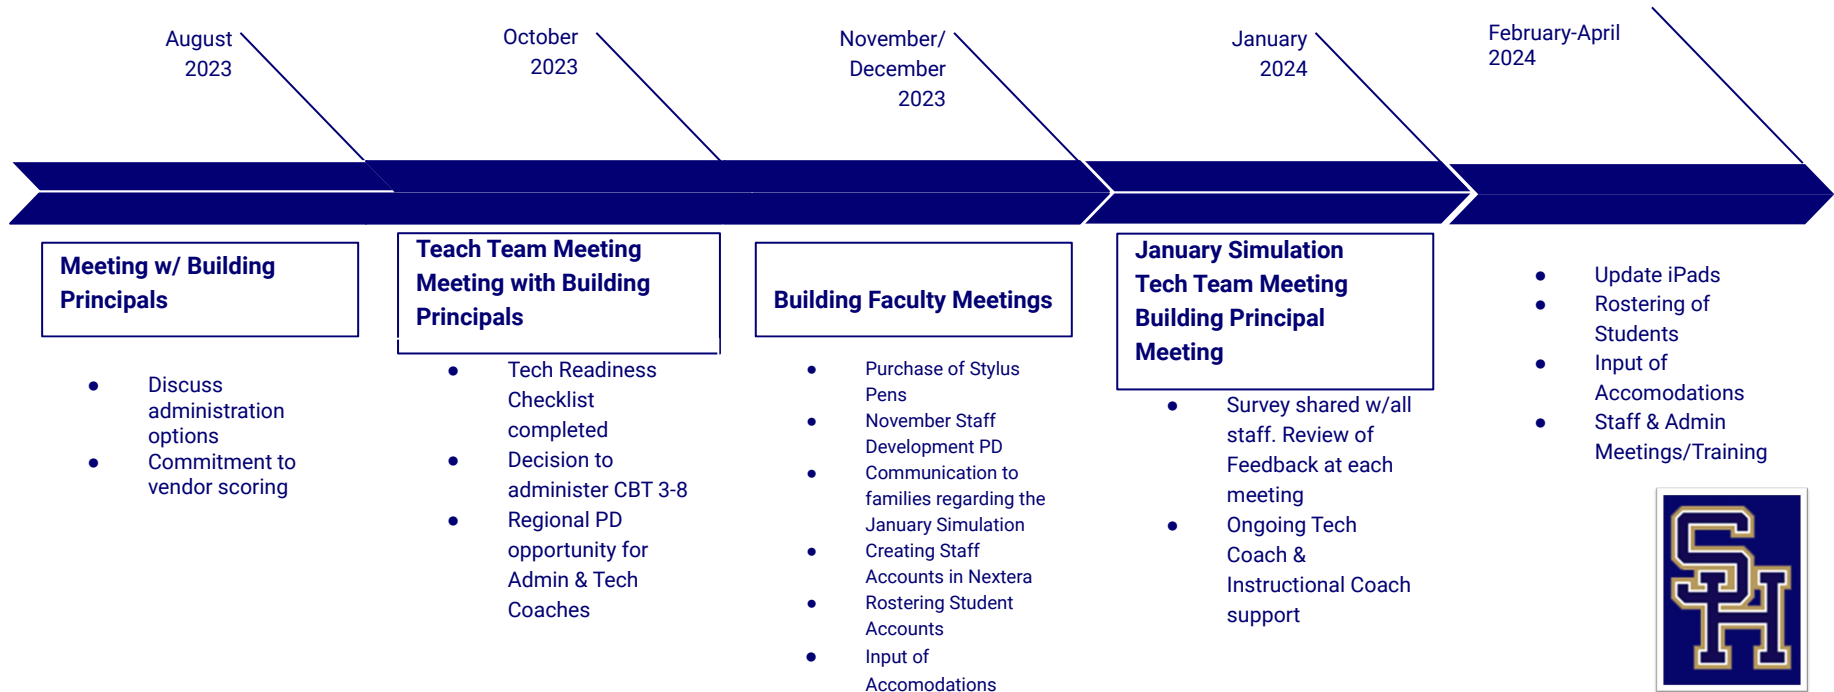 August
2023
October
2023
November/
December
2023
January
2024
February-April
2024
Meeting w/ Building
Principals
● Discuss
administration
options
● Commitment to
vendor scoring
Teach Team Meeting
Meeting with Building
Principals
● Tech Readiness
Checklist
completed
● Decision to
administer CBT 3-8
● Regional PD
opportunity for
Admin & Tech
Coaches
Building Faculty Meetings
● Purchase of Stylus
Pens
● November Staff
Development PD
● Communication to
families regarding the
January Simulation
● Creating Staff
Accounts in Nextera
● Rostering Student
Accounts
● Input of
Accomodations
January Simulation
Tech Team Meeting
Building Principal
Meeting
● Survey shared w/all
staff. Review of
Feedback at each
meeting
● Ongoing Tech
Coach &
Instructional Coach
support
● Update iPads
● Rostering of
Students
● Input of
Accomodations
● Staff & Admin
Meetings/Training
SH